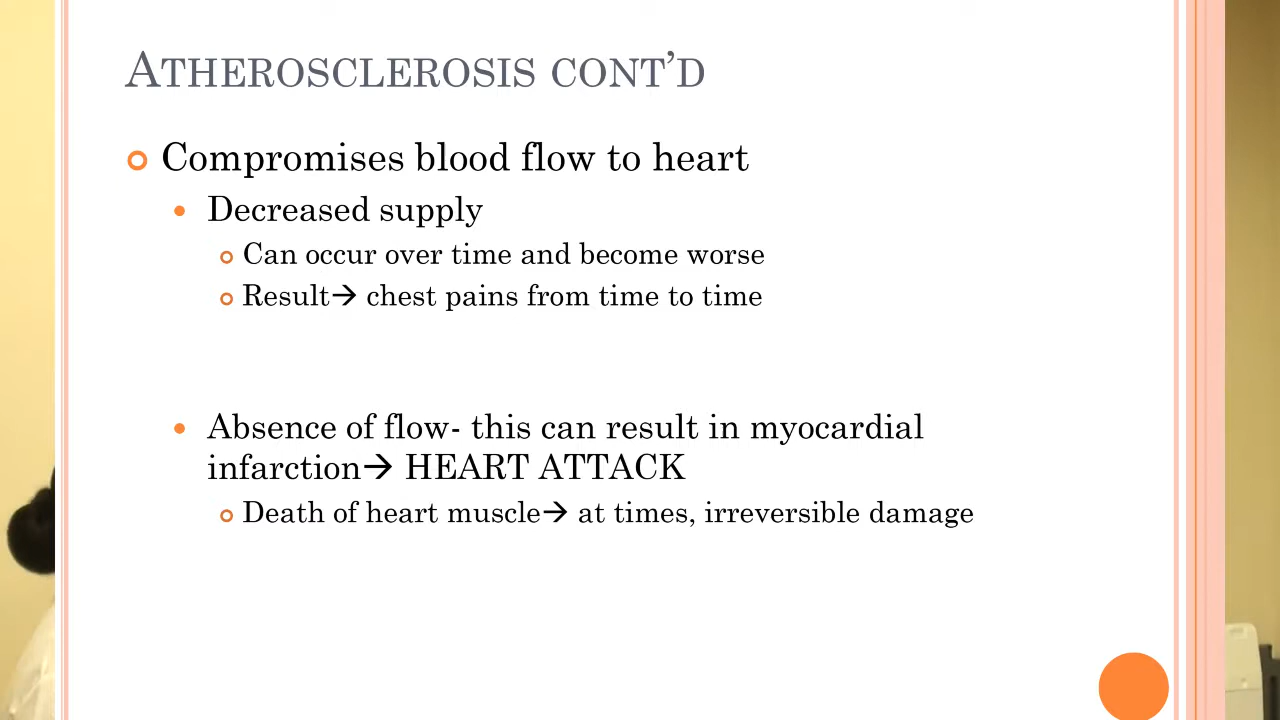 ATHEROSCLEROSIS CONT'D
Compromises blood flow to heart
Decreased supply
Can occur over time and become worse
Result→ chest pains from time to time
Absence of flow- this can result in myocardial
infarction→ HEART ATTACK
Death of heart muscle→ at times, irreversible damage